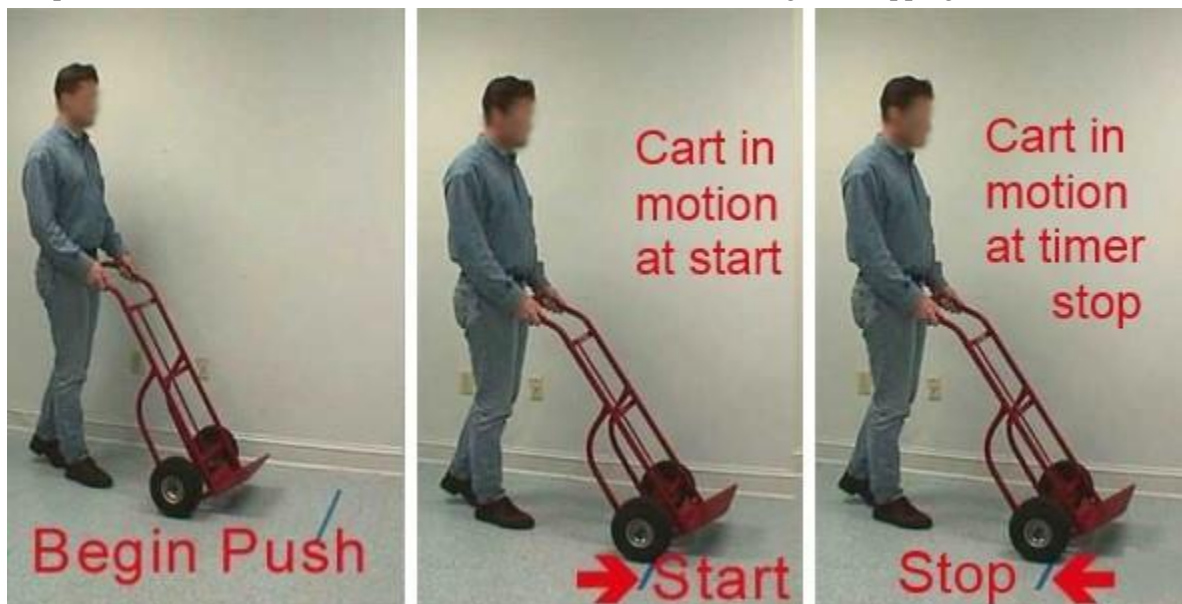 Begin Push
Cart in
motion
at start
Start
Cart in
motion
at timer
stop
Stop